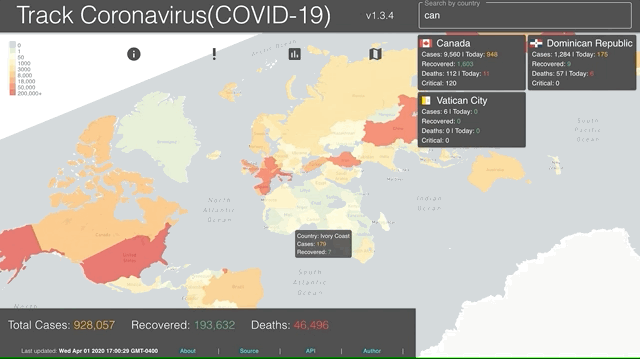 Track Coronavirus(COVID-19)
v1.3.4
Search by country
can
0
1
50
1000
3000
8,000
18,000
50,000
200,000+
Canada
Cases: 9,560 | Today: 948
Recovered: 1,603
Deaths: 112 | Today: 11
Critical: 120
Dominican Republic
Cases: 1,284 | Today: 175
Recovered: 9
Deaths: 57 | Today: 6
Critical: 0
Vatican City
Cases: 6 | Today: 0
Recovered: 0
Deaths: 0 | Today: 0
Critical: 0
Arctic Ocean
South
Pacific
Ocean
North
Atlantic
Ocean
Indian
Ocean
Country: Ivory Coast
Cases: 179
Recovered: 7
South
Atlantic
Ocean
North
Total Cases: 928,057 Recovered: 193,632 Deaths: 46,496
Last updated: Wed Apr 01 2020 17:00:29 GMT-0400 About | Source | API | Author |